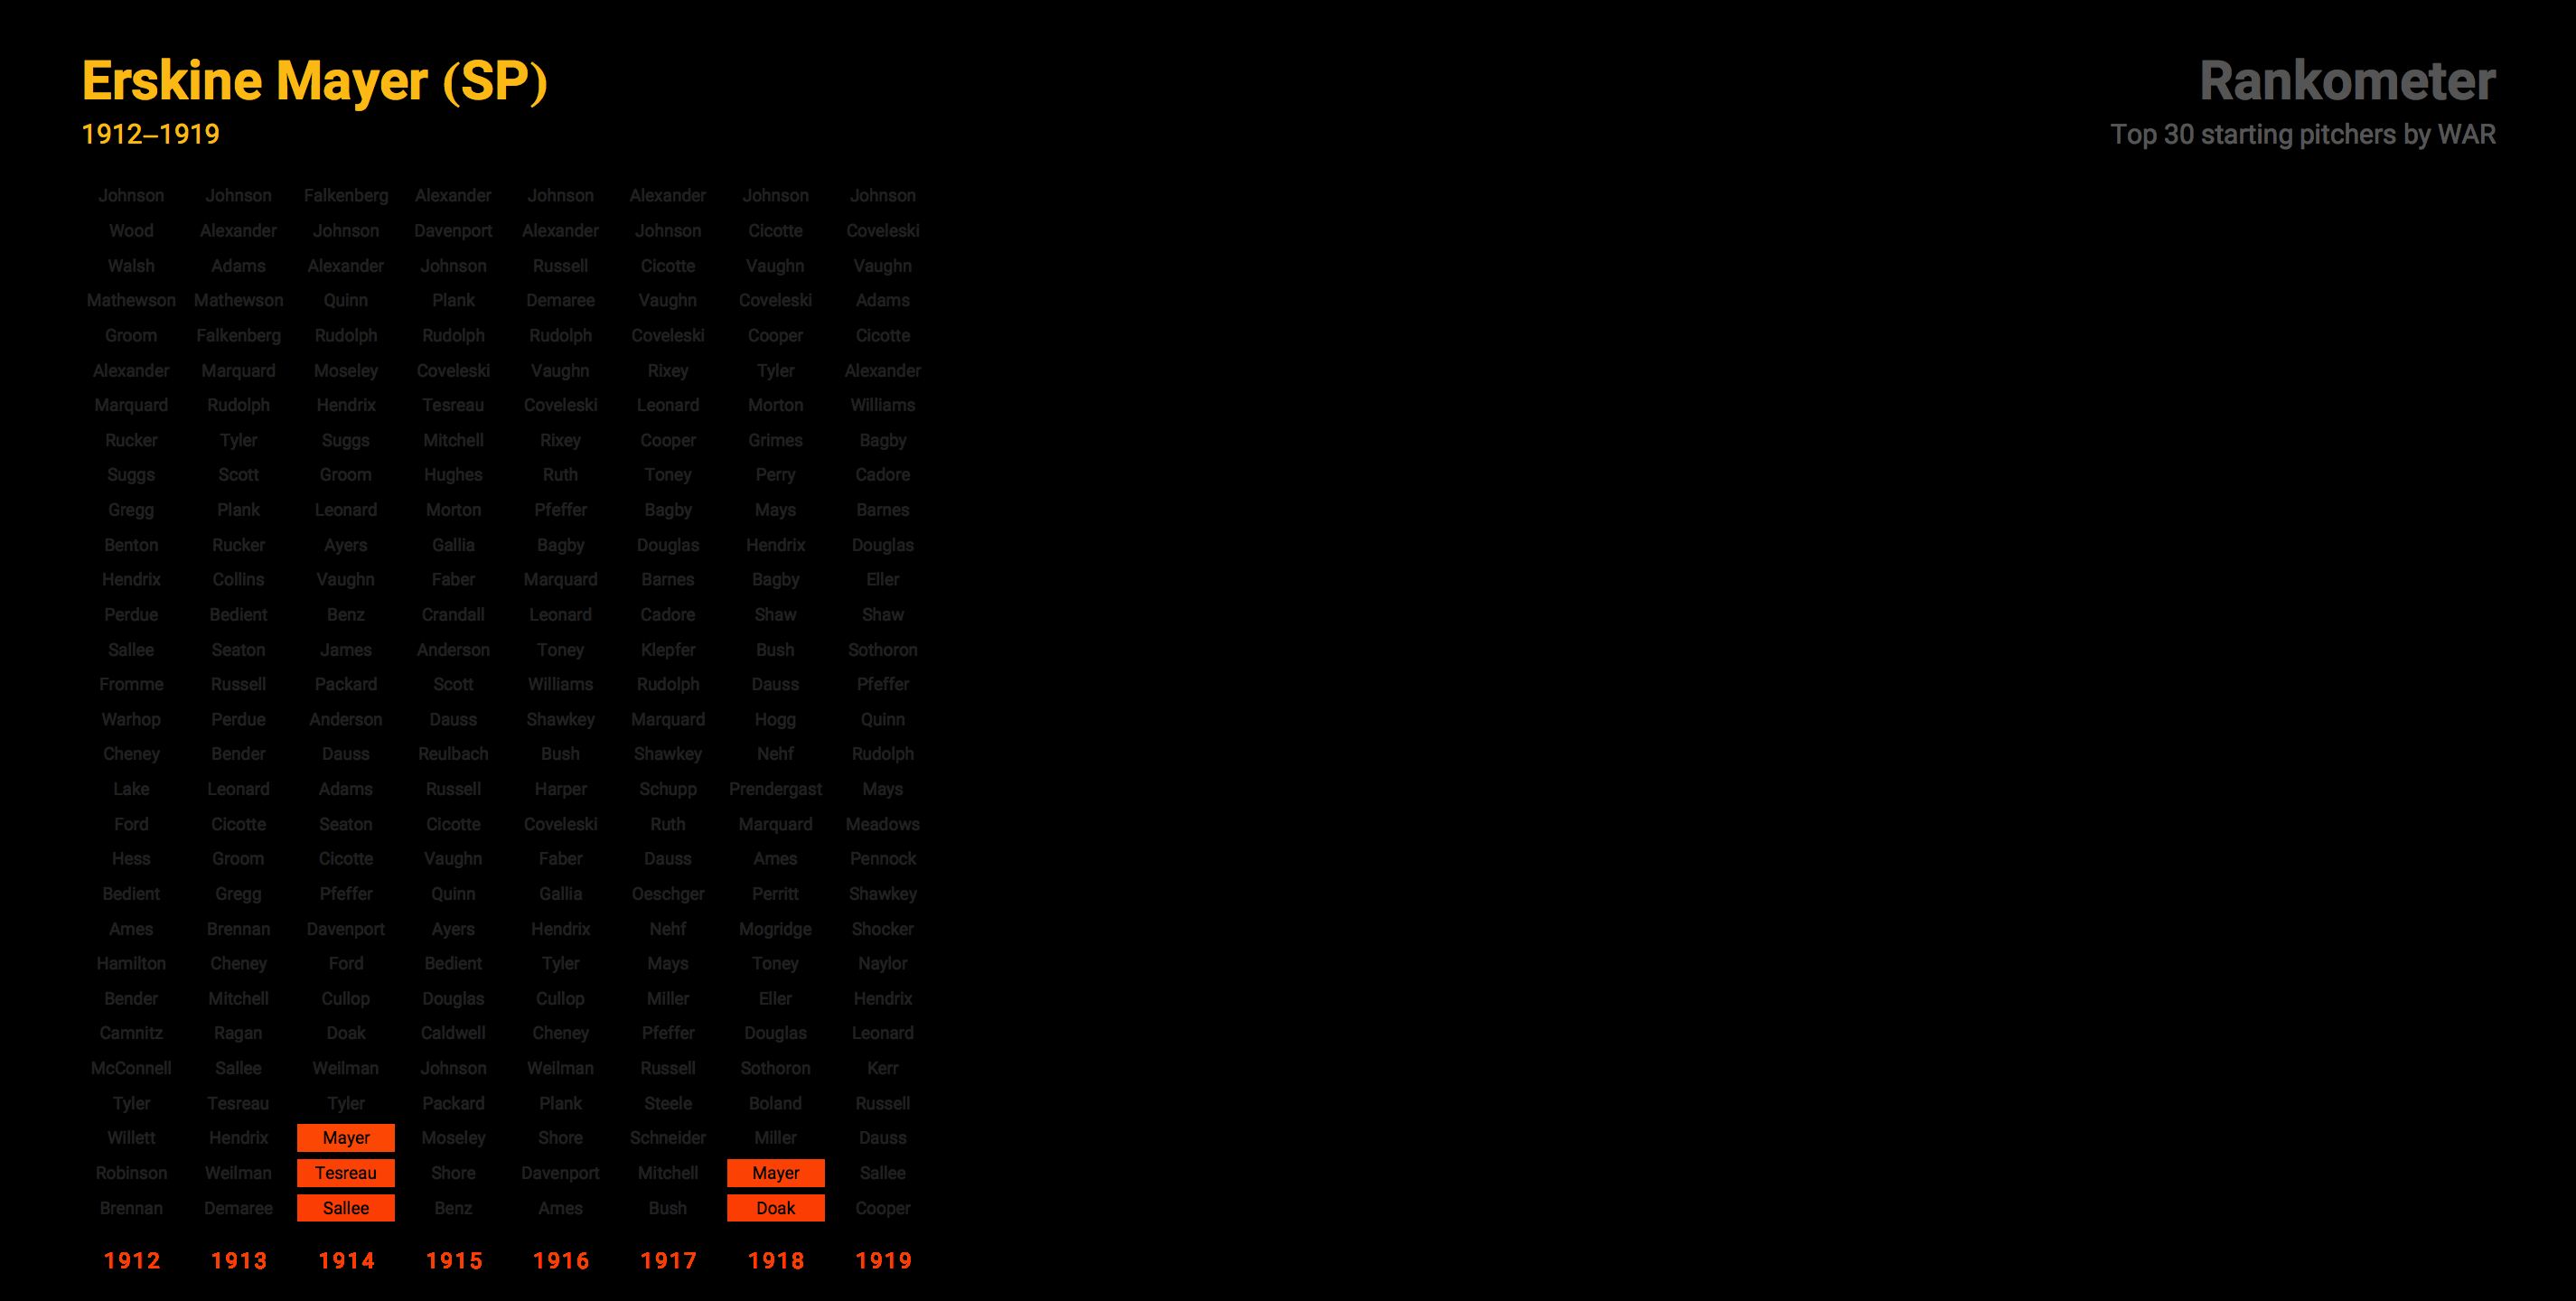 Erskine Mayer (SP)
1912–1919
Rankometer
Top 30 starting pitchers by WAR
Johnson Johnson Falkenberg Alexander Johnson Alexander Johnson Johnson
Wood Alexander Johnson Davenport Alexander Johnson Cicotte Coveleski
Walsh Adams Alexander Johnson Russell Cicotte Vaughn Vaughn
Mathewson Mathewson Quinn Plank Demaree Vaughn Coveleski Adams
Groom Falkenberg Rudolph Rudolph Rudolph Coveleski Cooper Cicotte
Alexander Marquard Moseley Coveleski Vaughn Rixey Tyler Alexander
Marquard Rudolph Hendrix Tesreau Coveleski Leonard Morton Williams
Rucker Tyler Suggs Mitchell Rixey Cooper Grimes Bagby
Suggs Scott Groom Hughes Ruth Toney Perry Cadore
Gregg Plank Leonard Morton Pfeffer Bagby Mays Barnes
Benton Rucker Ayers Gallia Bagby Douglas Hendrix Douglas
Hendrix Collins Vaughn Faber Marquard Barnes Bagby Eller
Perdue Bedient Benz Crandall Leonard Cadore Shaw Shaw
Sallee Seaton James Anderson Toney Klepfer Bush Sothoron
Fromme Russell Packard Scott Williams Rudolph Dauss Pfeffer
Warhop Perdue Anderson Dauss Shawkey Marquard Hogg Quinn
Cheney Bender Dauss Reulbach Bush Shawkey Nehf Rudolph
Lake Leonard Adams Russell Harper Schupp Prendergast Mays
Ford Cicotte Seaton Cicotte Coveleski Ruth Marquard Meadows
Hess Groom Cicotte Vaughn Faber Dauss Ames Pennock
Bedient Gregg Pfeffer Quinn Gallia Oeschger Perritt Shawkey
Ames Brennan Davenport Ayers Hendrix Nehf Mogridge Shocker
Hamilton Cheney Ford Bedient Tyler Mays Toney Naylor
Bender Mitchell Cullop Douglas Cullop Miller Eller Hendrix
Camnitz Ragan Doak Caldwell Cheney Pfeffer Douglas Leonard
McConnell Sallee Weilman Johnson Weilman Russell Sothoron Kerr
Tyler Tesreau Tyler Packard Plank Steele Boland Russell
Willett Hendrix Mayer Moseley Shore Schneider Miller Dauss
Robinson Weilman Tesreau Shore Davenport Mitchell Mayer Sallee
Brennan Demaree Sallee Benz Ames Bush Doak Cooper
1912 1913 1914 1915 1916 1917 1918 1919